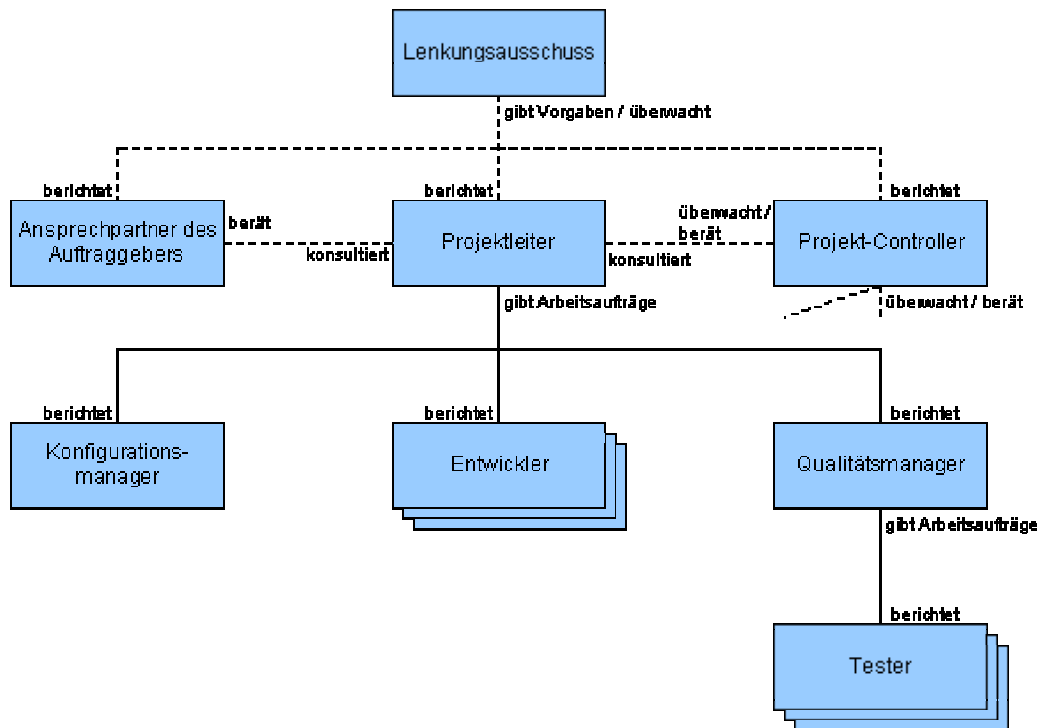 Lenkungsausschuss
gibt Vorgaben / überwacht
berichtet
berichtet
berichtet
Ansprechpartner des
Auftraggebers
berät
konsultiert
Projektleiter
überwacht /
berät
konsultiert
Projekt-Controller
gibt Arbeitsaufträge
überwacht / berät
berichtet
berichtet
berichtet
Konfigurations-
manager
Entwickler
Qualitätsmanager
gibt Arbeitsaufträge
berichtet
Tester